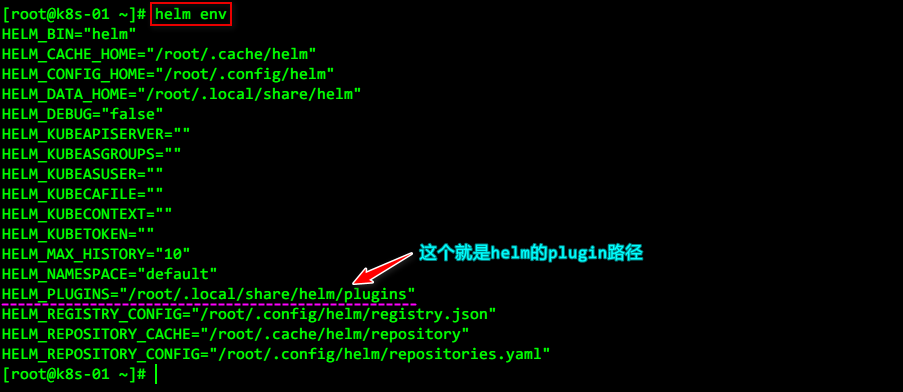 [root@k8s-01 ~]# helm env
HELM_BIN="helm"
HELM_CACHE_HOME="/root/.cache/helm"
HELM_CONFIG_HOME="/root/.config/helm"
HELM_DATA_HOME="/root/.local/share/helm"
HELM_DEBUG="false"
HELM_KUBEAPISERVER=""
HELM_KUBEASGROUPS=""
HELM_KUBEASUSER=""
HELM_KUBECAFILE=""
HELM_KUBECONTEXT=""
HELM_KUBETOKEN=""
HELM_MAX_HISTORY="10"
这个就是helm的plugin路径
HELM_NAMESPACE="default"
HELM_PLUGINS="/root/.local/share/helm/plugins"
HELM_REGISTRY_CONFIG="/root/.config/helm/registry.json"
HELM_REPOSITORY_CACHE="/root/.cache/helm/repository"
HELM_REPOSITORY_CONFIG="/root/.config/helm/repositories.yaml"
[root@k8s-01 ~]#